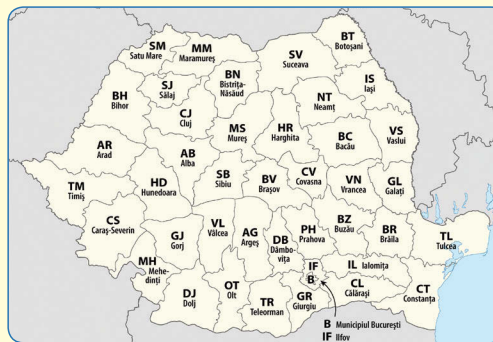 BT
Botoșani
SM
Satu Mare
MM
Maramureș
SV
Suceava
BN
Bistrița-
Năsăud
IS
Iași
SJ
Sălaj
BH
Bihor
NT
Neamț
CJ
Cluj
MS
Mureș
HR
Harghita
BC
Bacău
VS
Vaslui
AR
Arad
AB
Alba
TM
Timiș
HD
Hunedoara
SB
Sibiu
BV
Brașov
CV
Covasna
VN
Vrancea
GL
Galați
CS
Caraș-Severin
GJ
Gorj
VL
Vâlcea
AG
Argeș
DB
Dâmbo-
vița
PH
Prahova
BZ
Buzău
BR
Brăila
TL
Tulcea
MH
Mehe-
dinți
IF
B
IL Ialomița
DJ
Dolj
OT
Olt
TR
Teleorman
GR
Giurgiu
CL
Călărași
CT
Constanța
B Municipiul București
IF Ilfov